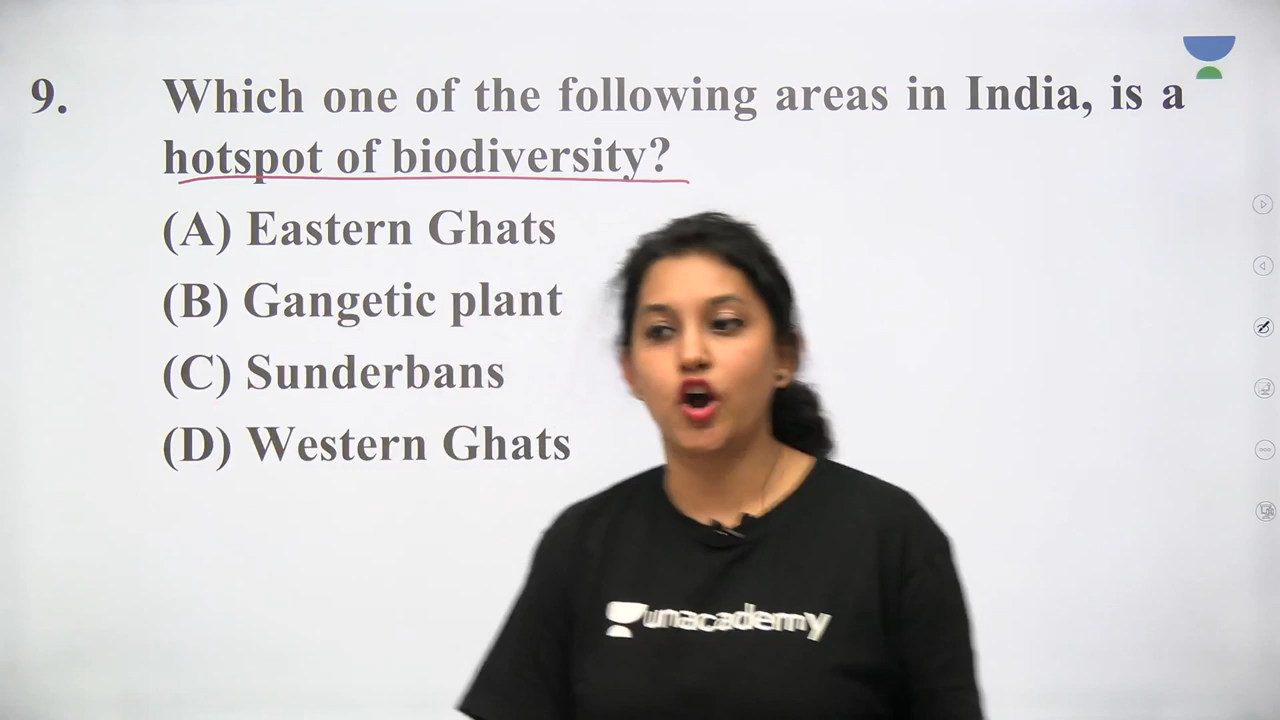 9. Which one of the following areas in India, is a
hotspot of biodiversity?
(A) Eastern Ghats
(B) Gangetic plant
(C) Sunderbans
(D) Western Ghats
unacademy